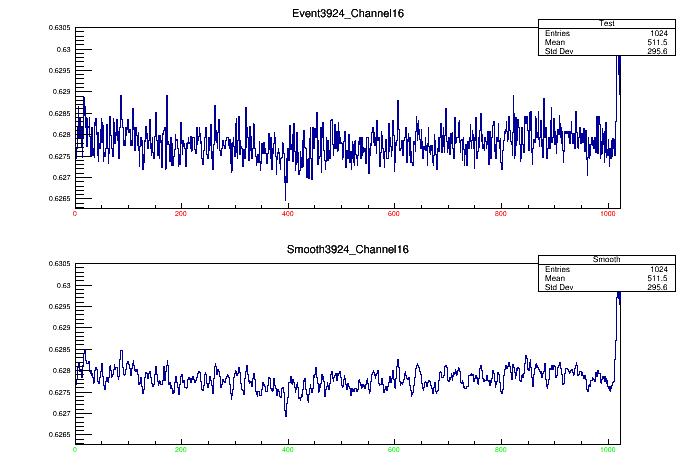 Event3924_Channel16
Test
Entries 1024
Mean 511.5
Std Dev 295.6
0.6305
0.63
0.6295
0.629
0.6285
0.628
0.6275
0.627
0.6265
0 200 400 600 800 1000
Smooth3924_Channel16
Smooth
Entries 1024
Mean 511.5
Std Dev 295.6
0.6305
0.63
0.6295
0.629
0.6285
0.628
0.6275
0.627
0.6265
0 200 400 600 800 1000